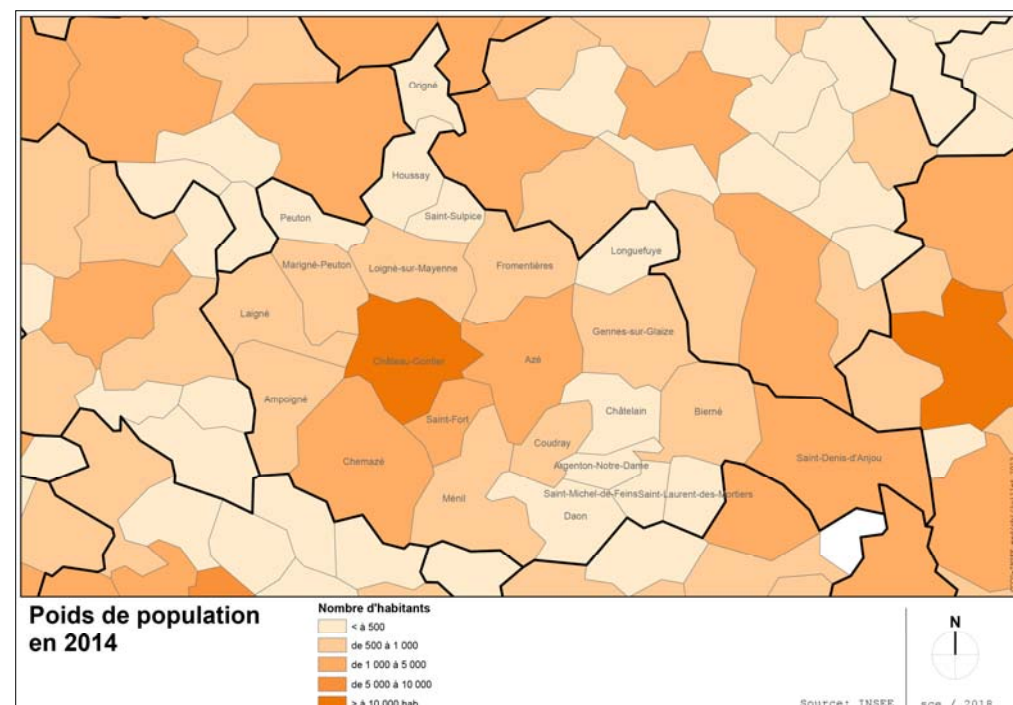 Origné
Houssay
Saint-Sulpice
Peuton
Longuefuye
Marigné-Peuton
Loigné-sur-Mayenne
Fromentières
Laigné
Gennes-sur-Glaize
Château-Gontier
Azé
Ampoigné
Châtelain
Bierné
Saint-Fort
Coudray
Chemazé
Saint-Denis-d'Anjou
Argenton-Notre-Dame
Ménil
Saint-Michel-de-Feins
Saint-Laurent-des-Mortiers
Daon
Poids de population
en 2014
Nombre d'habitants
< à 500
de 500 à 1 000
de 1 000 à 5 000
de 5 000 à 10 000
> à 10 000 hab
N
Source: INSEE
sce / 2018